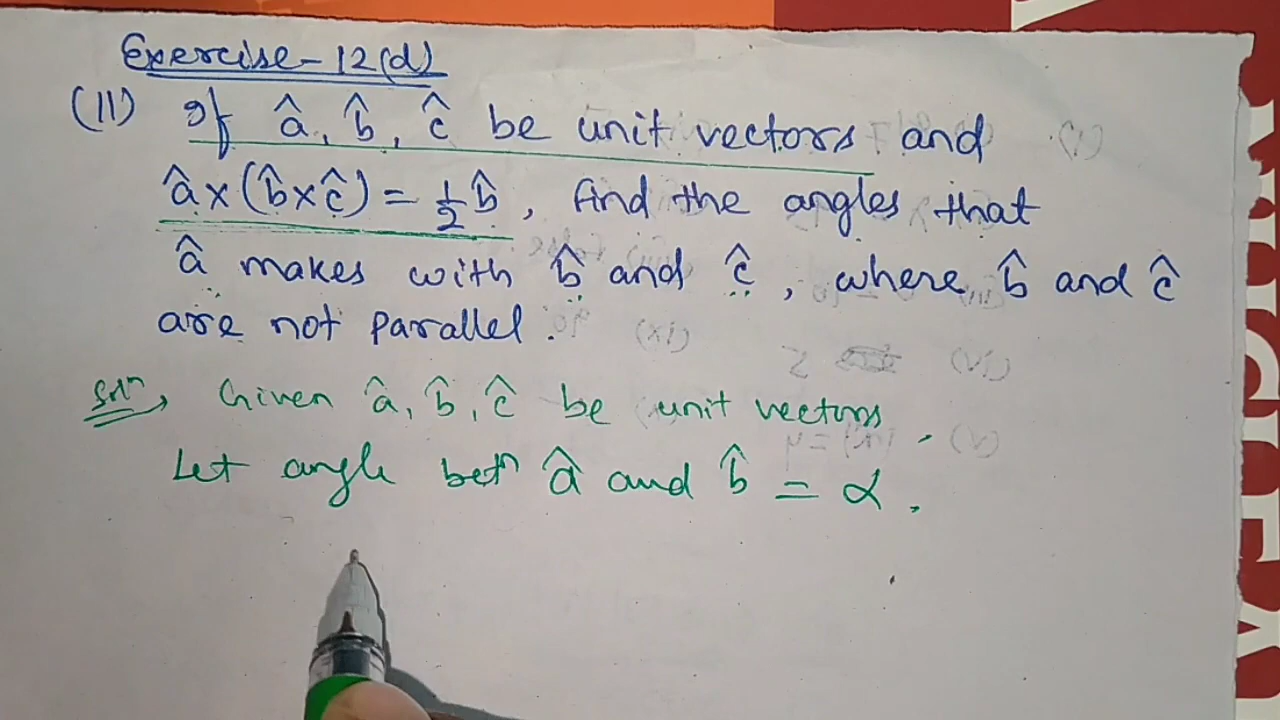 Exercise-12(d)
(11) If â, b̂, ĉ be unit vectors and
â×(b̂×ĉ) = 1/2 b̂, find the angles that
â makes with b̂ and ĉ, where b̂ and ĉ
are not parallel.
Solⁿ, Given â, b̂, ĉ be unit vectors.
Let angle betⁿ â and b̂ = α.